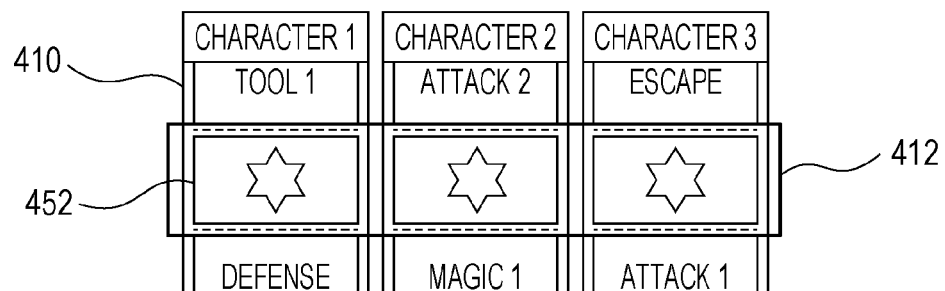 CHARACTER 1 CHARACTER 2 CHARACTER 3
410
TOOL 1 ATTACK 2 ESCAPE
412
452
DEFENSE MAGIC 1 ATTACK 1